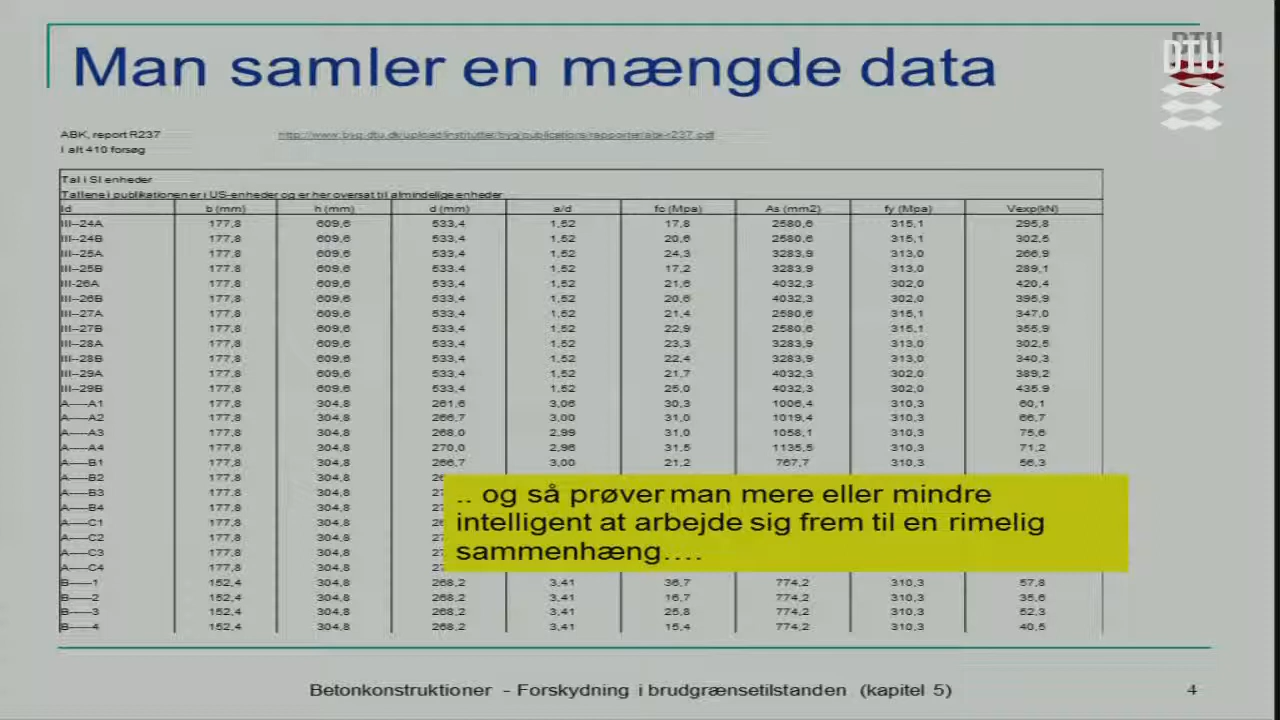 Man samler en mængde data
DTU
ABK, report R237 http://www.byg.dtu.dk/upload/institutter/byg/publications/rapporter/abk-r237.pdf
I alt 410 forsøg
Tal i SI enheder
Tallene i publikationen er i US-enheder og er her oversat til almindelige enheder
Id b (mm) h (mm) d (mm) a/d fc (Mpa) As (mm2) fy (Mpa) Vexp(kN)
III--24A 177,8 609,6 533,4 1,52 17,8 2580,6 315,1 295,8
III--24B 177,8 609,6 533,4 1,52 20,6 2580,6 315,1 302,5
III--25A 177,8 609,6 533,4 1,52 24,3 3283,9 313,0 266,9
III--25B 177,8 609,6 533,4 1,52 17,2 3283,9 313,0 289,1
III-26A 177,8 609,6 533,4 1,52 21,6 4032,3 302,0 420,4
III--26B 177,8 609,6 533,4 1,52 20,6 4032,3 302,0 395,9
III--27A 177,8 609,6 533,4 1,52 21,4 2580,6 315,1 347,0
III--27B 177,8 609,6 533,4 1,52 22,9 2580,6 315,1 355,9
III--28A 177,8 609,6 533,4 1,52 23,3 3283,9 313,0 302,5
III--28B 177,8 609,6 533,4 1,52 22,4 3283,9 313,0 340,3
III--29A 177,8 609,6 533,4 1,52 21,7 4032,3 302,0 389,2
III--29B 177,8 609,6 533,4 1,52 25,0 4032,3 302,0 435,9
A-----A1 177,8 304,8 261,6 3,06 30,3 1006,4 310,3 60,1
A-----A2 177,8 304,8 266,7 3,00 31,0 1019,4 310,3 66,7
A-----A3 177,8 304,8 268,0 2,99 31,0 1058,1 310,3 75,6
A-----A4 177,8 304,8 270,0 2,96 31,5 1135,5 310,3 71,2
A-----B1 177,8 304,8 266,7 3,00 21,2 767,7 310,3 56,3
A-----B2 177,8 304,8
A-----B3 177,8 304,8
A-----B4 177,8 304,8
A-----C1 177,8 304,8
A-----C2 177,8 304,8
A-----C3 177,8 304,8
A-----C4 177,8 304,8
.. og så prøver man mere eller mindre
intelligent at arbejde sig frem til en rimelig
sammenhæng....
B------1 152,4 304,8 268,2 3,41 36,7 774,2 310,3 57,8
B------2 152,4 304,8 268,2 3,41 16,7 774,2 310,3 35,6
B------3 152,4 304,8 268,2 3,41 25,8 774,2 310,3 52,3
B------4 152,4 304,8 268,2 3,41 15,4 774,2 310,3 40,5
Betonkonstruktioner - Forskydning i brudgrænsetilstanden (kapitel 5) 4